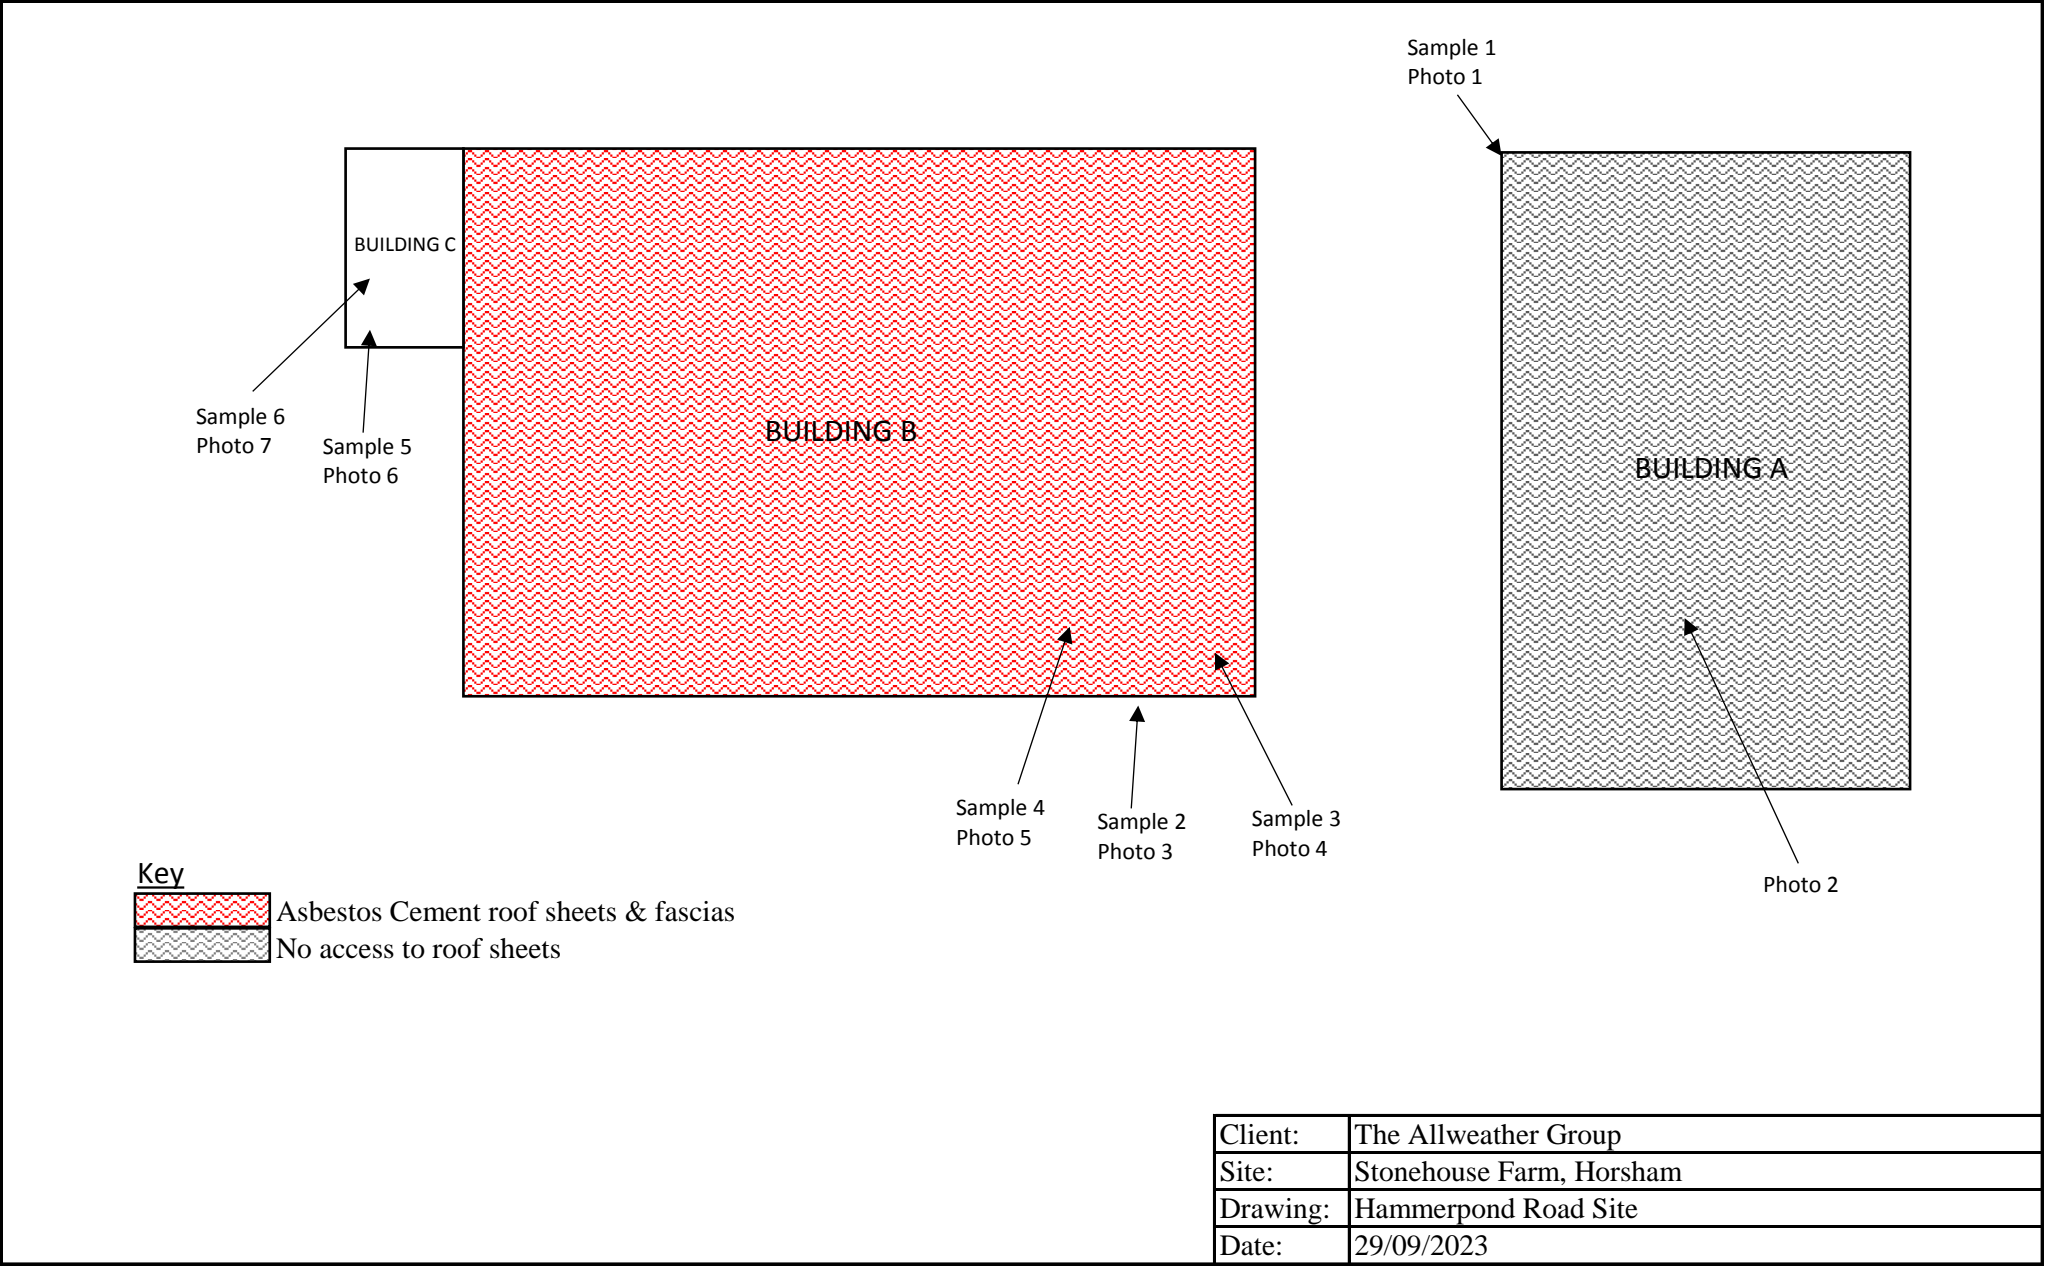 Sample 1
Photo 1
BUILDING C
Sample 6
Photo 7
Sample 5
Photo 6
BUILDING B
BUILDING A
Sample 4
Photo 5
Sample 2
Photo 3
Sample 3
Photo 4
Photo 2
Key
Asbestos Cement roof sheets & fascias
No access to roof sheets
Client: The Allweather Group
Site: Stonehouse Farm, Horsham
Drawing: Hammerpond Road Site
Date: 29/09/2023